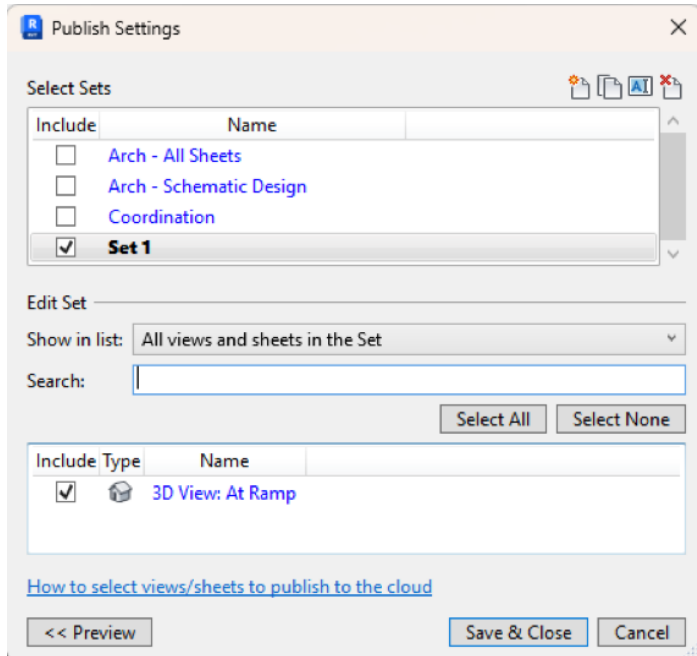 Publish Settings
Select Sets
Include Name
Arch - All Sheets
Arch - Schematic Design
Coordination
Set 1
Edit Set
Show in list: All views and sheets in the Set
Search:
Select All Select None
Include Type Name
3D View: At Ramp
How to select views/sheets to publish to the cloud
<< Preview Save & Close Cancel